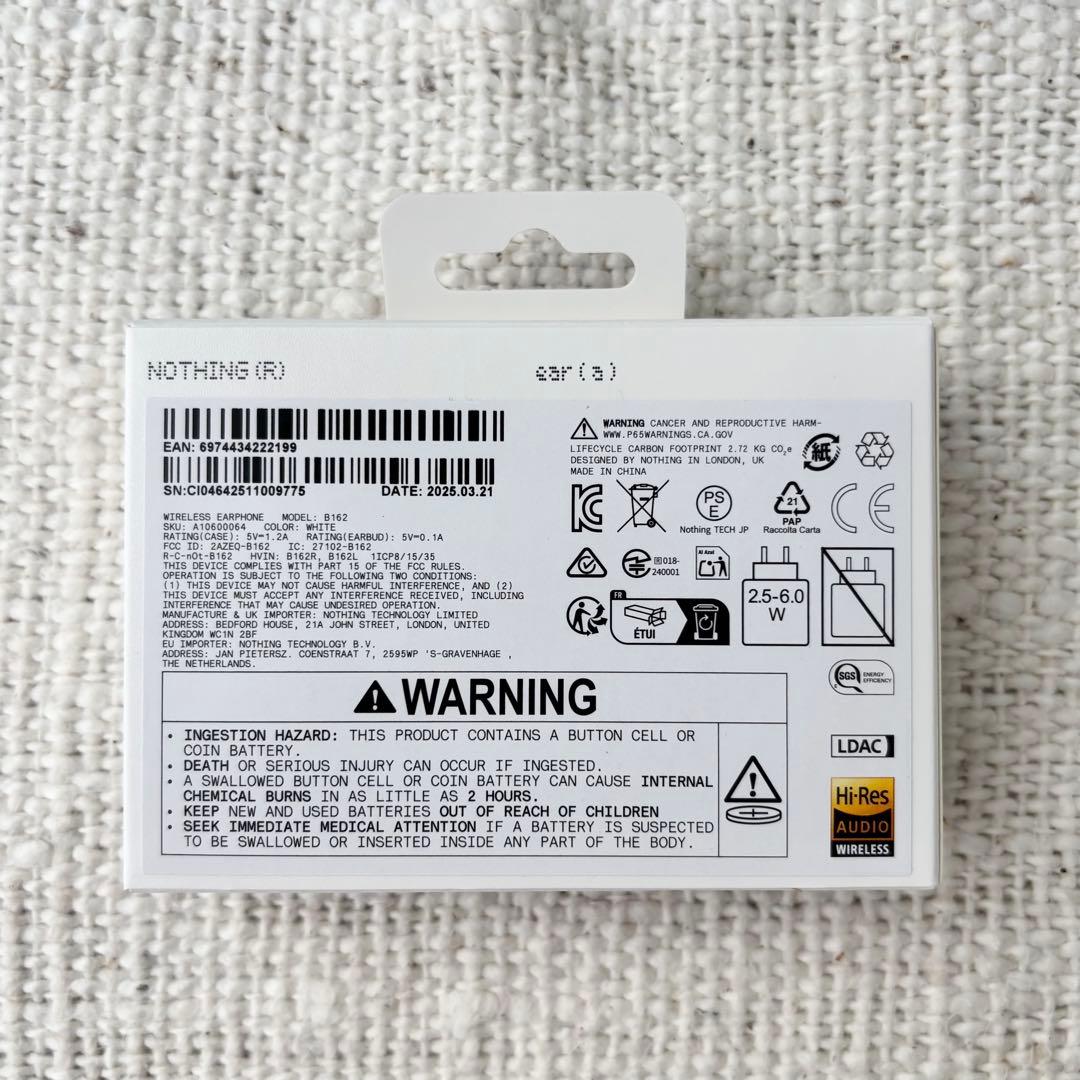 NOTHING(R)
ear (a)
EAN: 6974434222199
SN:CI04642511009775 DATE: 2025.03.21
WIRELESS EARPHONE MODEL: B162
SKU: A10600064 COLOR: WHITE
RATING(CASE): 5V⎓1.2A RATING(EARBUD): 5V⎓0.1A
FCC ID: 2AZEQ-B162 IC: 27102-B162
R-C-nOt-B162 HVIN: B162R, B162L 1ICP8/15/35
THIS DEVICE COMPLIES WITH PART 15 OF THE FCC RULES.
OPERATION IS SUBJECT TO THE FOLLOWING TWO CONDITIONS:
(1) THIS DEVICE MAY NOT CAUSE HARMFUL INTERFERENCE, AND (2)
THIS DEVICE MUST ACCEPT ANY INTERFERENCE RECEIVED, INCLUDING
INTERFERENCE THAT MAY CAUSE UNDESIRED OPERATION.
MANUFACTURE & UK IMPORTER: NOTHING TECHNOLOGY LIMITED
ADDRESS: BEDFORD HOUSE, 21A JOHN STREET, LONDON, UNITED
KINGDOM WC1N 2BF
EU IMPORTER: NOTHING TECHNOLOGY B.V.
ADDRESS: JAN PIETERSZ. COENSTRAAT 7, 2595WP 'S-GRAVENHAGE ,
THE NETHERLANDS.
WARNING CANCER AND REPRODUCTIVE HARM-
WWW.P65WARNINGS.CA.GOV
LIFECYCLE CARBON FOOTPRINT 2.72 KG CO₂e
DESIGNED BY NOTHING IN LONDON, UK
MADE IN CHINA
紙
PS
E
Nothing TECH JP
21
PAP
Raccolta Carta
CE
018-
240001
Al Azat
FR
ÉTUI
2.5-6.0
W
SGS ENERGY
EFFICIENCY
WARNING
• INGESTION HAZARD: THIS PRODUCT CONTAINS A BUTTON CELL OR
COIN BATTERY.
• DEATH OR SERIOUS INJURY CAN OCCUR IF INGESTED.
• A SWALLOWED BUTTON CELL OR COIN BATTERY CAN CAUSE INTERNAL
CHEMICAL BURNS IN AS LITTLE AS 2 HOURS.
• KEEP NEW AND USED BATTERIES OUT OF REACH OF CHILDREN
• SEEK IMMEDIATE MEDICAL ATTENTION IF A BATTERY IS SUSPECTED
TO BE SWALLOWED OR INSERTED INSIDE ANY PART OF THE BODY.
LDAC
Hi-Res
AUDIO
WIRELESS